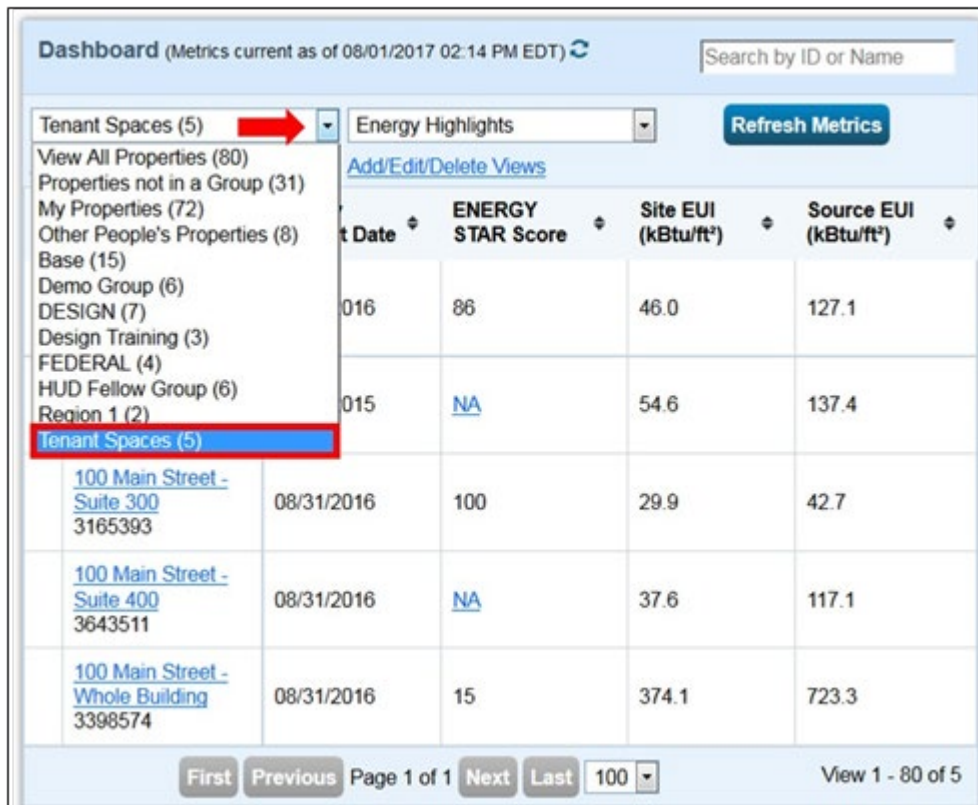 Dashboard (Metrics current as of 08/01/2017 02:14 PM EDT)
Search by ID or Name
Tenant Spaces (5)
Energy Highlights
Refresh Metrics
View All Properties (80)
Properties not in a Group (31)
My Properties (72)
Other People's Properties (8)
Base (15)
Demo Group (6)
DESIGN (7)
Design Training (3)
FEDERAL (4)
HUD Fellow Group (6)
Region 1 (2)
Tenant Spaces (5)
Add/Edit/Delete Views
t Date
ENERGY
STAR Score
Site EUI
(kBtu/ft²)
Source EUI
(kBtu/ft²)
016
86
46.0
127.1
015
NA
54.6
137.4
100 Main Street -
Suite 300
3165393
08/31/2016
100
29.9
42.7
100 Main Street -
Suite 400
3643511
08/31/2016
NA
37.6
117.1
100 Main Street -
Whole Building
3398574
08/31/2016
15
374.1
723.3
First Previous Page 1 of 1 Next Last 100
View 1 - 80 of 5